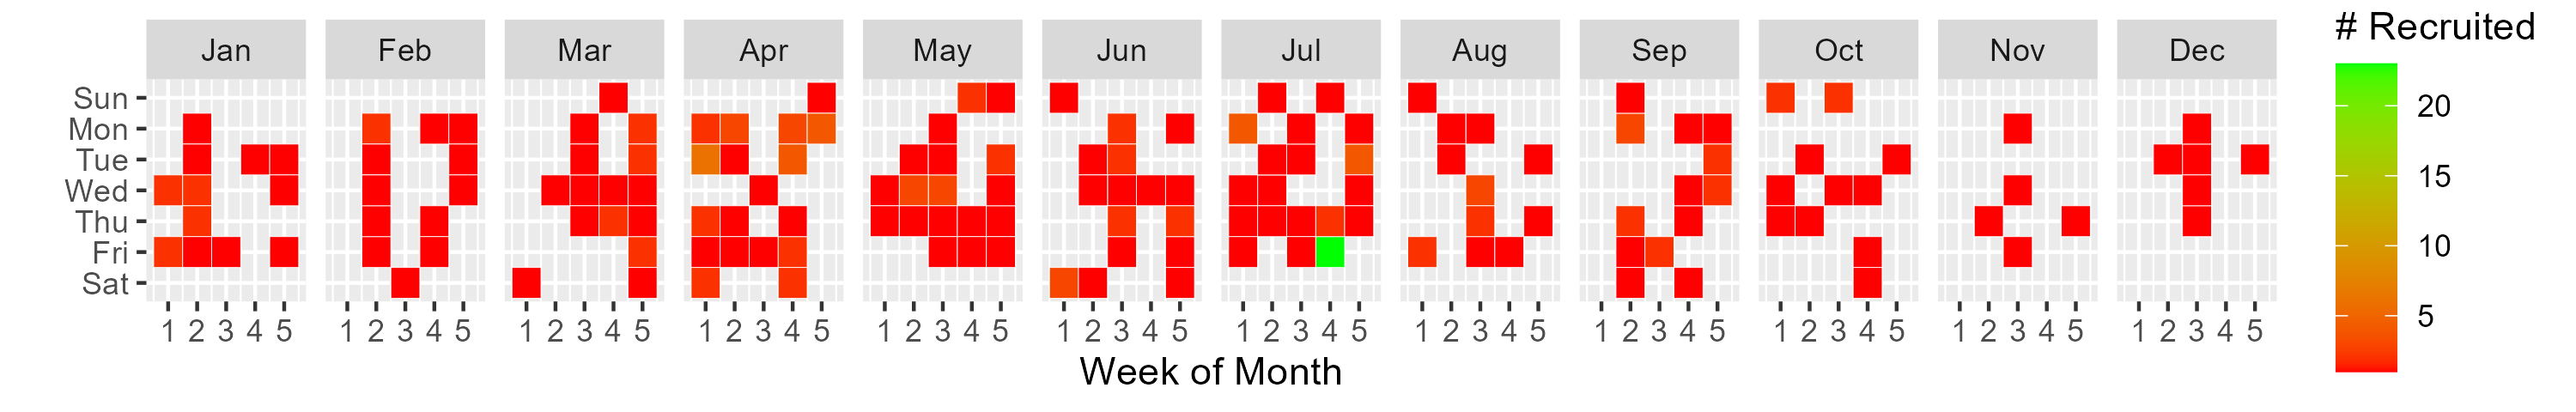 # Recruited
Jan Feb Mar Apr May Jun Jul Aug Sep Oct Nov Dec
Sun
Mon
Tue
Wed
Thu
Fri
Sat
20
15
10
5
1 2 3 4 5 1 2 3 4 5 1 2 3 4 5 1 2 3 4 5 1 2 3 4 5 1 2 3 4 5 1 2 3 4 5 1 2 3 4 5 1 2 3 4 5 1 2 3 4 5 1 2 3 4 5 1 2 3 4 5
Week of Month